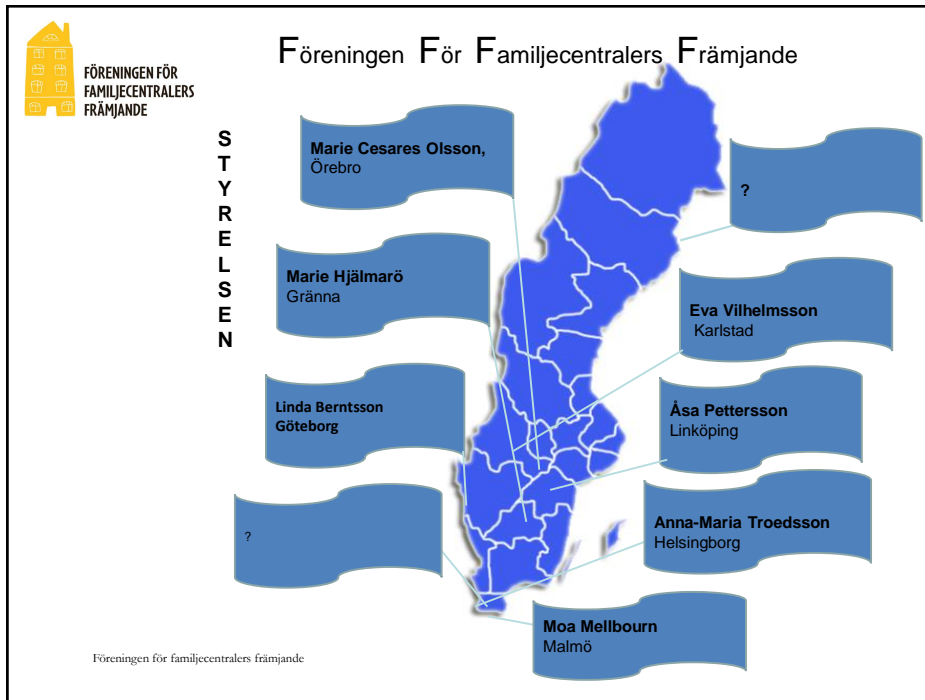 FÖRENINGEN FÖR
FAMILJECENTRALERS
FRÄMJANDE
Föreningen För Familjecentralers Främjande
S
T
Y
R
E
L
S
E
N
Marie Cesares Olsson,
Örebro
?
Marie Hjälmarö
Gränna
Eva Vilhelmsson
Karlstad
Linda Berntsson
Göteborg
Åsa Pettersson
Linköping
?
Anna-Maria Troedsson
Helsingborg
Moa Mellbourn
Malmö
Föreningen för familjecentralers främjande